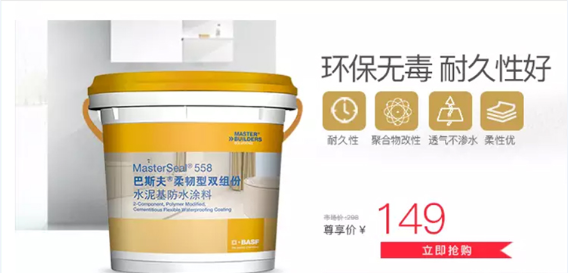 环保无毒 耐久性好
耐久性 聚合物改性 透气不渗水 柔性优
MASTER®
BUILDERS
MasterSeal® 558
巴斯夫®柔韧型双组份
水泥基防水涂料
2-Component, Polymer Modified,
Cementitious Flexible Waterproofing Coating
BASF
市场价 298
尊享价¥ 149
立即抢购